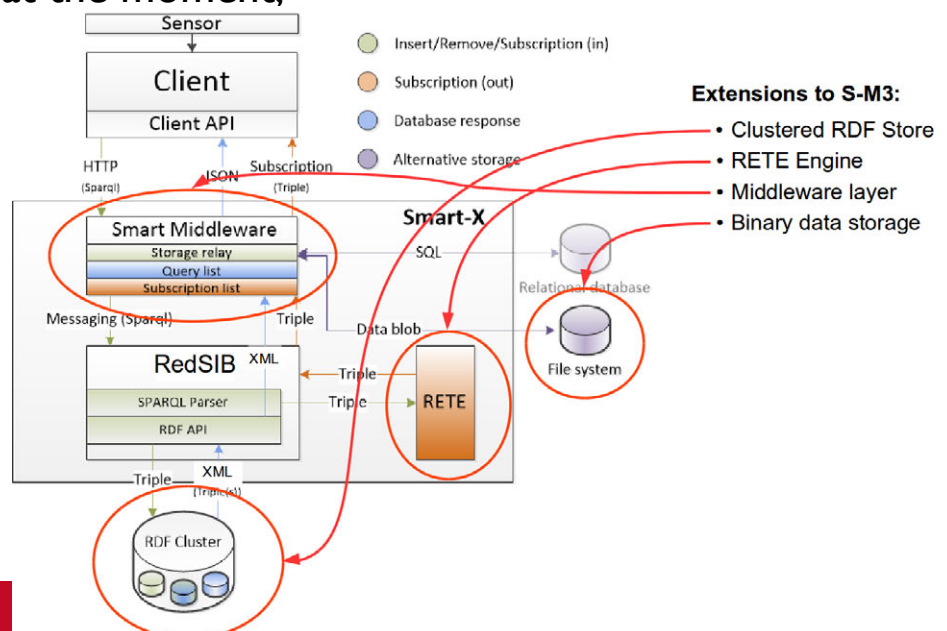 at the moment,
Sensor
Client
Client API
HTTP
(Sparql)
JSON
Subscription
(Triple)
Insert/Remove/Subscription (in)
Subscription (out)
Database response
Alternative storage
Extensions to S-M3:
• Clustered RDF Store
• RETE Engine
• Middleware layer
• Binary data storage
Smart-X
Smart Middleware
Storage relay
Query list
Subscription list
SQL
Relational database
Messaging (Sparql)
Triple
Data blob
File system
RedSIB
XML
SPARQL Parser
RDF API
Triple
Triple
RETE
Triple
XML
(Triple(s))
RDF Cluster